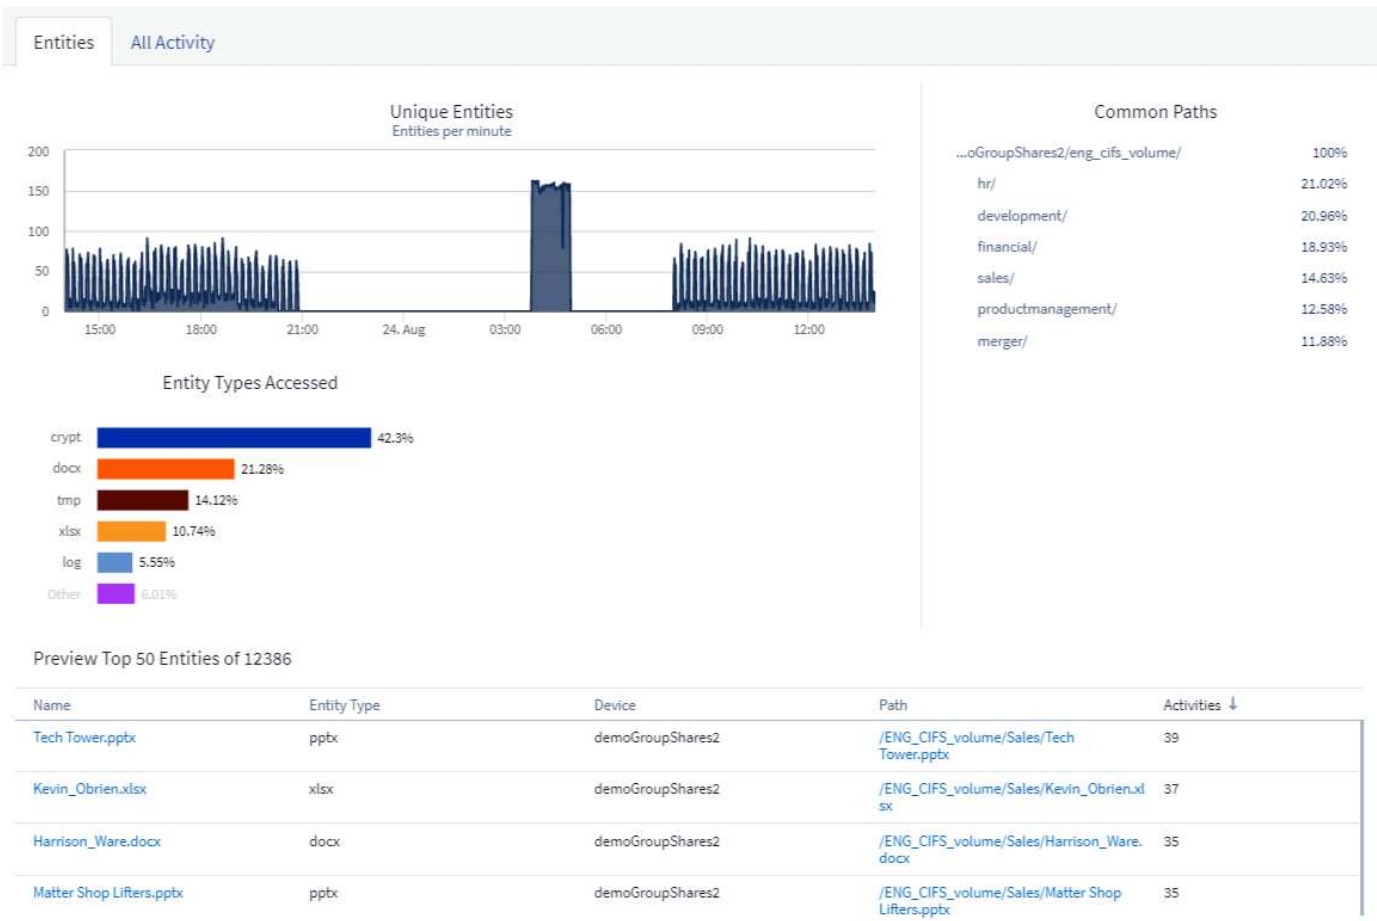 Entities All Activity
Unique Entities
Entities per minute
200
150
100
50
0
15:00 18:00 21:00 24. Aug 03:00 06:00 09:00 12:00
Common Paths
...oGroupShares2/eng_cifs_volume/ 100%
hr/ 21.02%
development/ 20.96%
financial/ 18.93%
sales/ 14.63%
productmanagement/ 12.58%
merger/ 11.88%
Entity Types Accessed
crypt 42.3%
docx 21.28%
tmp 14.12%
xlsx 10.74%
log 5.55%
Other 6.01%
Preview Top 50 Entities of 12386
Name Entity Type Device Path Activities ↓
Tech Tower.pptx pptx demoGroupShares2 /ENG_CIFS_volume/Sales/Tech 39
Tower.pptx
Kevin_Obrien.xlsx xlsx demoGroupShares2 /ENG_CIFS_volume/Sales/Kevin_Obrien.xl 37
sx
Harrison_Ware.docx docx demoGroupShares2 /ENG_CIFS_volume/Sales/Harrison_Ware. 35
docx
Matter Shop Lifters.pptx pptx demoGroupShares2 /ENG_CIFS_volume/Sales/Matter Shop 35
Lifters.pptx